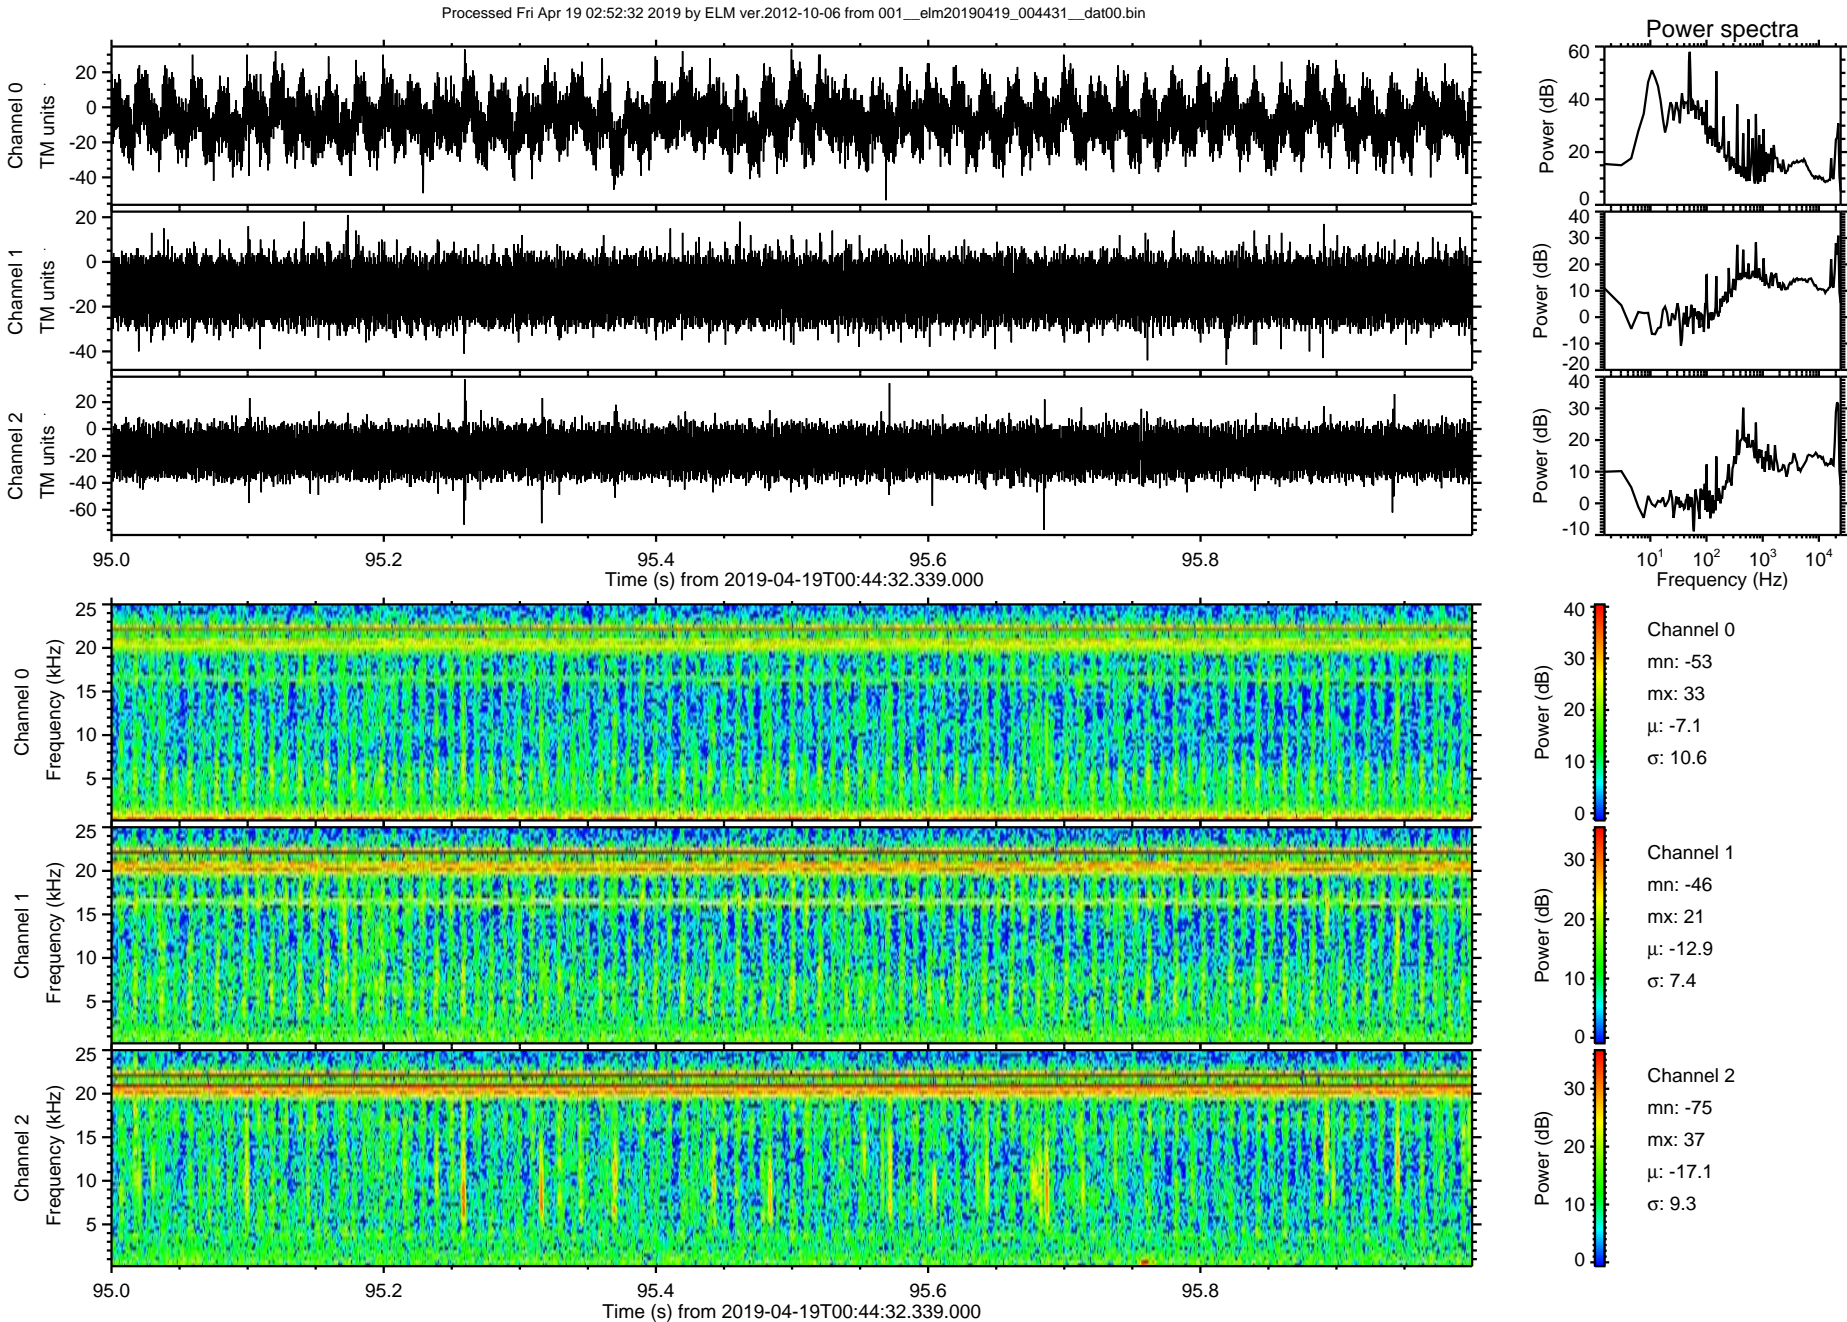 Processed Fri Apr 19 02:52:32 2019 by ELM ver.2012-10-06 from 001__elm20190419_004431__dat00.bin
Power spectra
Channel 0
TM units
20
0
-20
-40
Power (dB)
60
40
20
0
Channel 1
TM units
20
0
-20
-40
Power (dB)
40
30
20
10
0
-10
-20
Channel 2
TM units
20
0
-20
-40
-60
Power (dB)
40
30
20
10
0
-10
95.0 95.2 95.4 95.6 95.8
Time (s) from 2019-04-19T00:44:32.339.000
10^1 10^2 10^3 10^4
Frequency (Hz)
Channel 0
Frequency (kHz)
25
20
15
10
5
Power (dB)
40
30
20
10
0
Channel 0
mn: -53
mx: 33
μ: -7.1
σ: 10.6
Channel 1
Frequency (kHz)
25
20
15
10
5
Power (dB)
30
20
10
0
Channel 1
mn: -46
mx: 21
μ: -12.9
σ: 7.4
Channel 2
Frequency (kHz)
25
20
15
10
5
Power (dB)
30
20
10
0
Channel 2
mn: -75
mx: 37
μ: -17.1
σ: 9.3
95.0 95.2 95.4 95.6 95.8
Time (s) from 2019-04-19T00:44:32.339.000